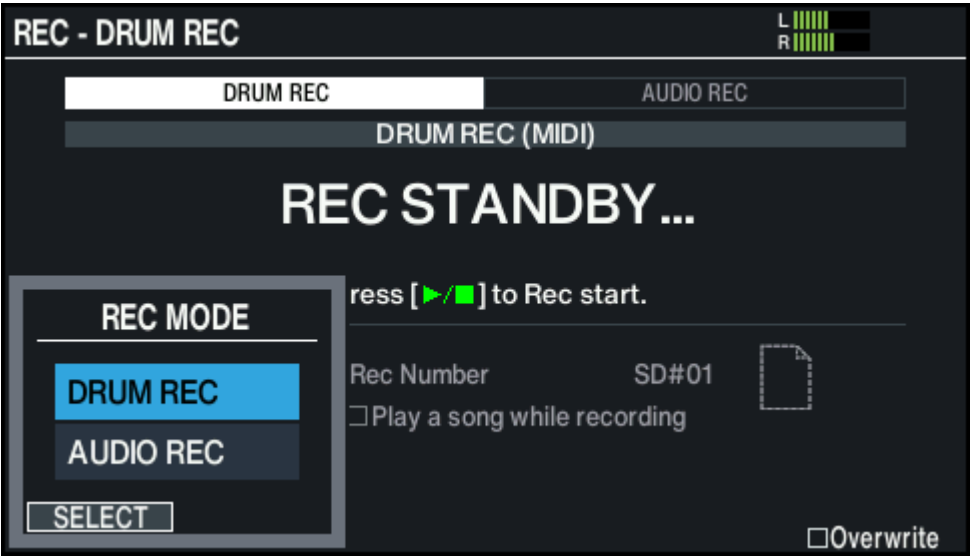 REC - DRUM REC
L
R
DRUM REC
AUDIO REC
DRUM REC (MIDI)
REC STANDBY...
ress [▶/■] to Rec start.
REC MODE
DRUM REC
AUDIO REC
SELECT
Rec Number SD#01
□Play a song while recording
□Overwrite